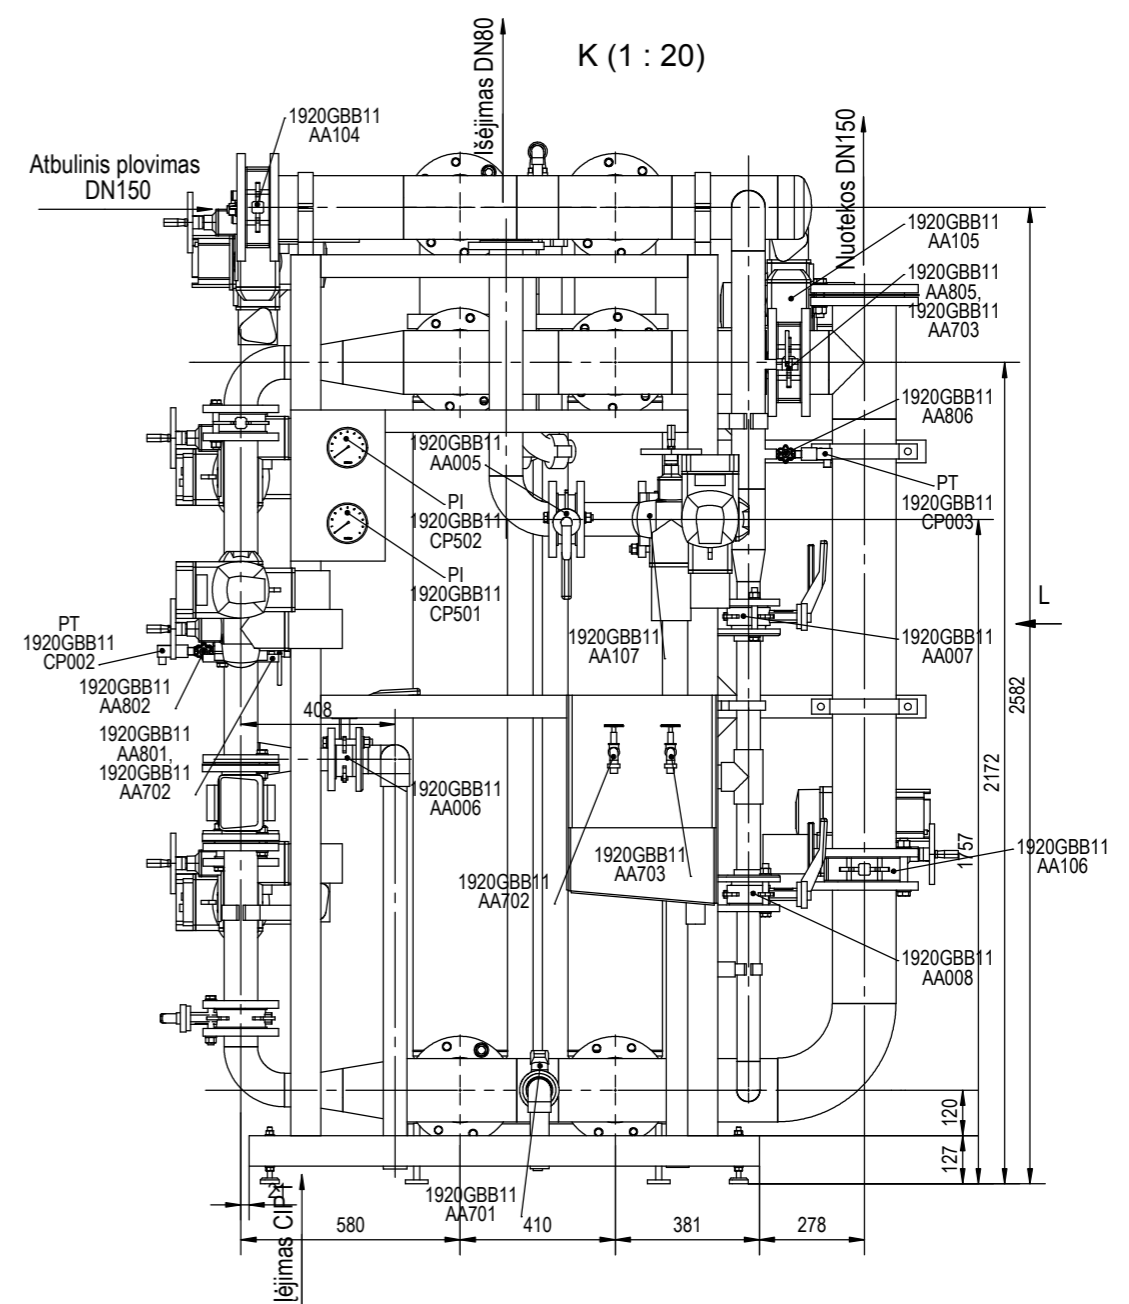 K (1 : 20)
Išėjimas DN80
1920GBB11
AA104
Atbulinis plovimas
DN150
Nuotekos DN150
1920GBB11
AA105
1920GBB11
AA805,
1920GBB11
AA703
1920GBB11
AA806
1920GBB11
AA005
PI
1920GBB11
CP502
PT
1920GBB11
CP003
PI
1920GBB11
CP501
L
PT
1920GBB11
CP002
1920GBB11
AA107
1920GBB11
AA007
1920GBB11
AA802
408
2582
1920GBB11
AA801,
1920GBB11
AA702
2172
1920GBB11
AA006
1757
1920GBB11
AA703
1920GBB11
AA106
1920GBB11
AA702
1920GBB11
AA008
120
127
1920GBB11
AA701
21
580
410
381
278
Įėjimas CIP1